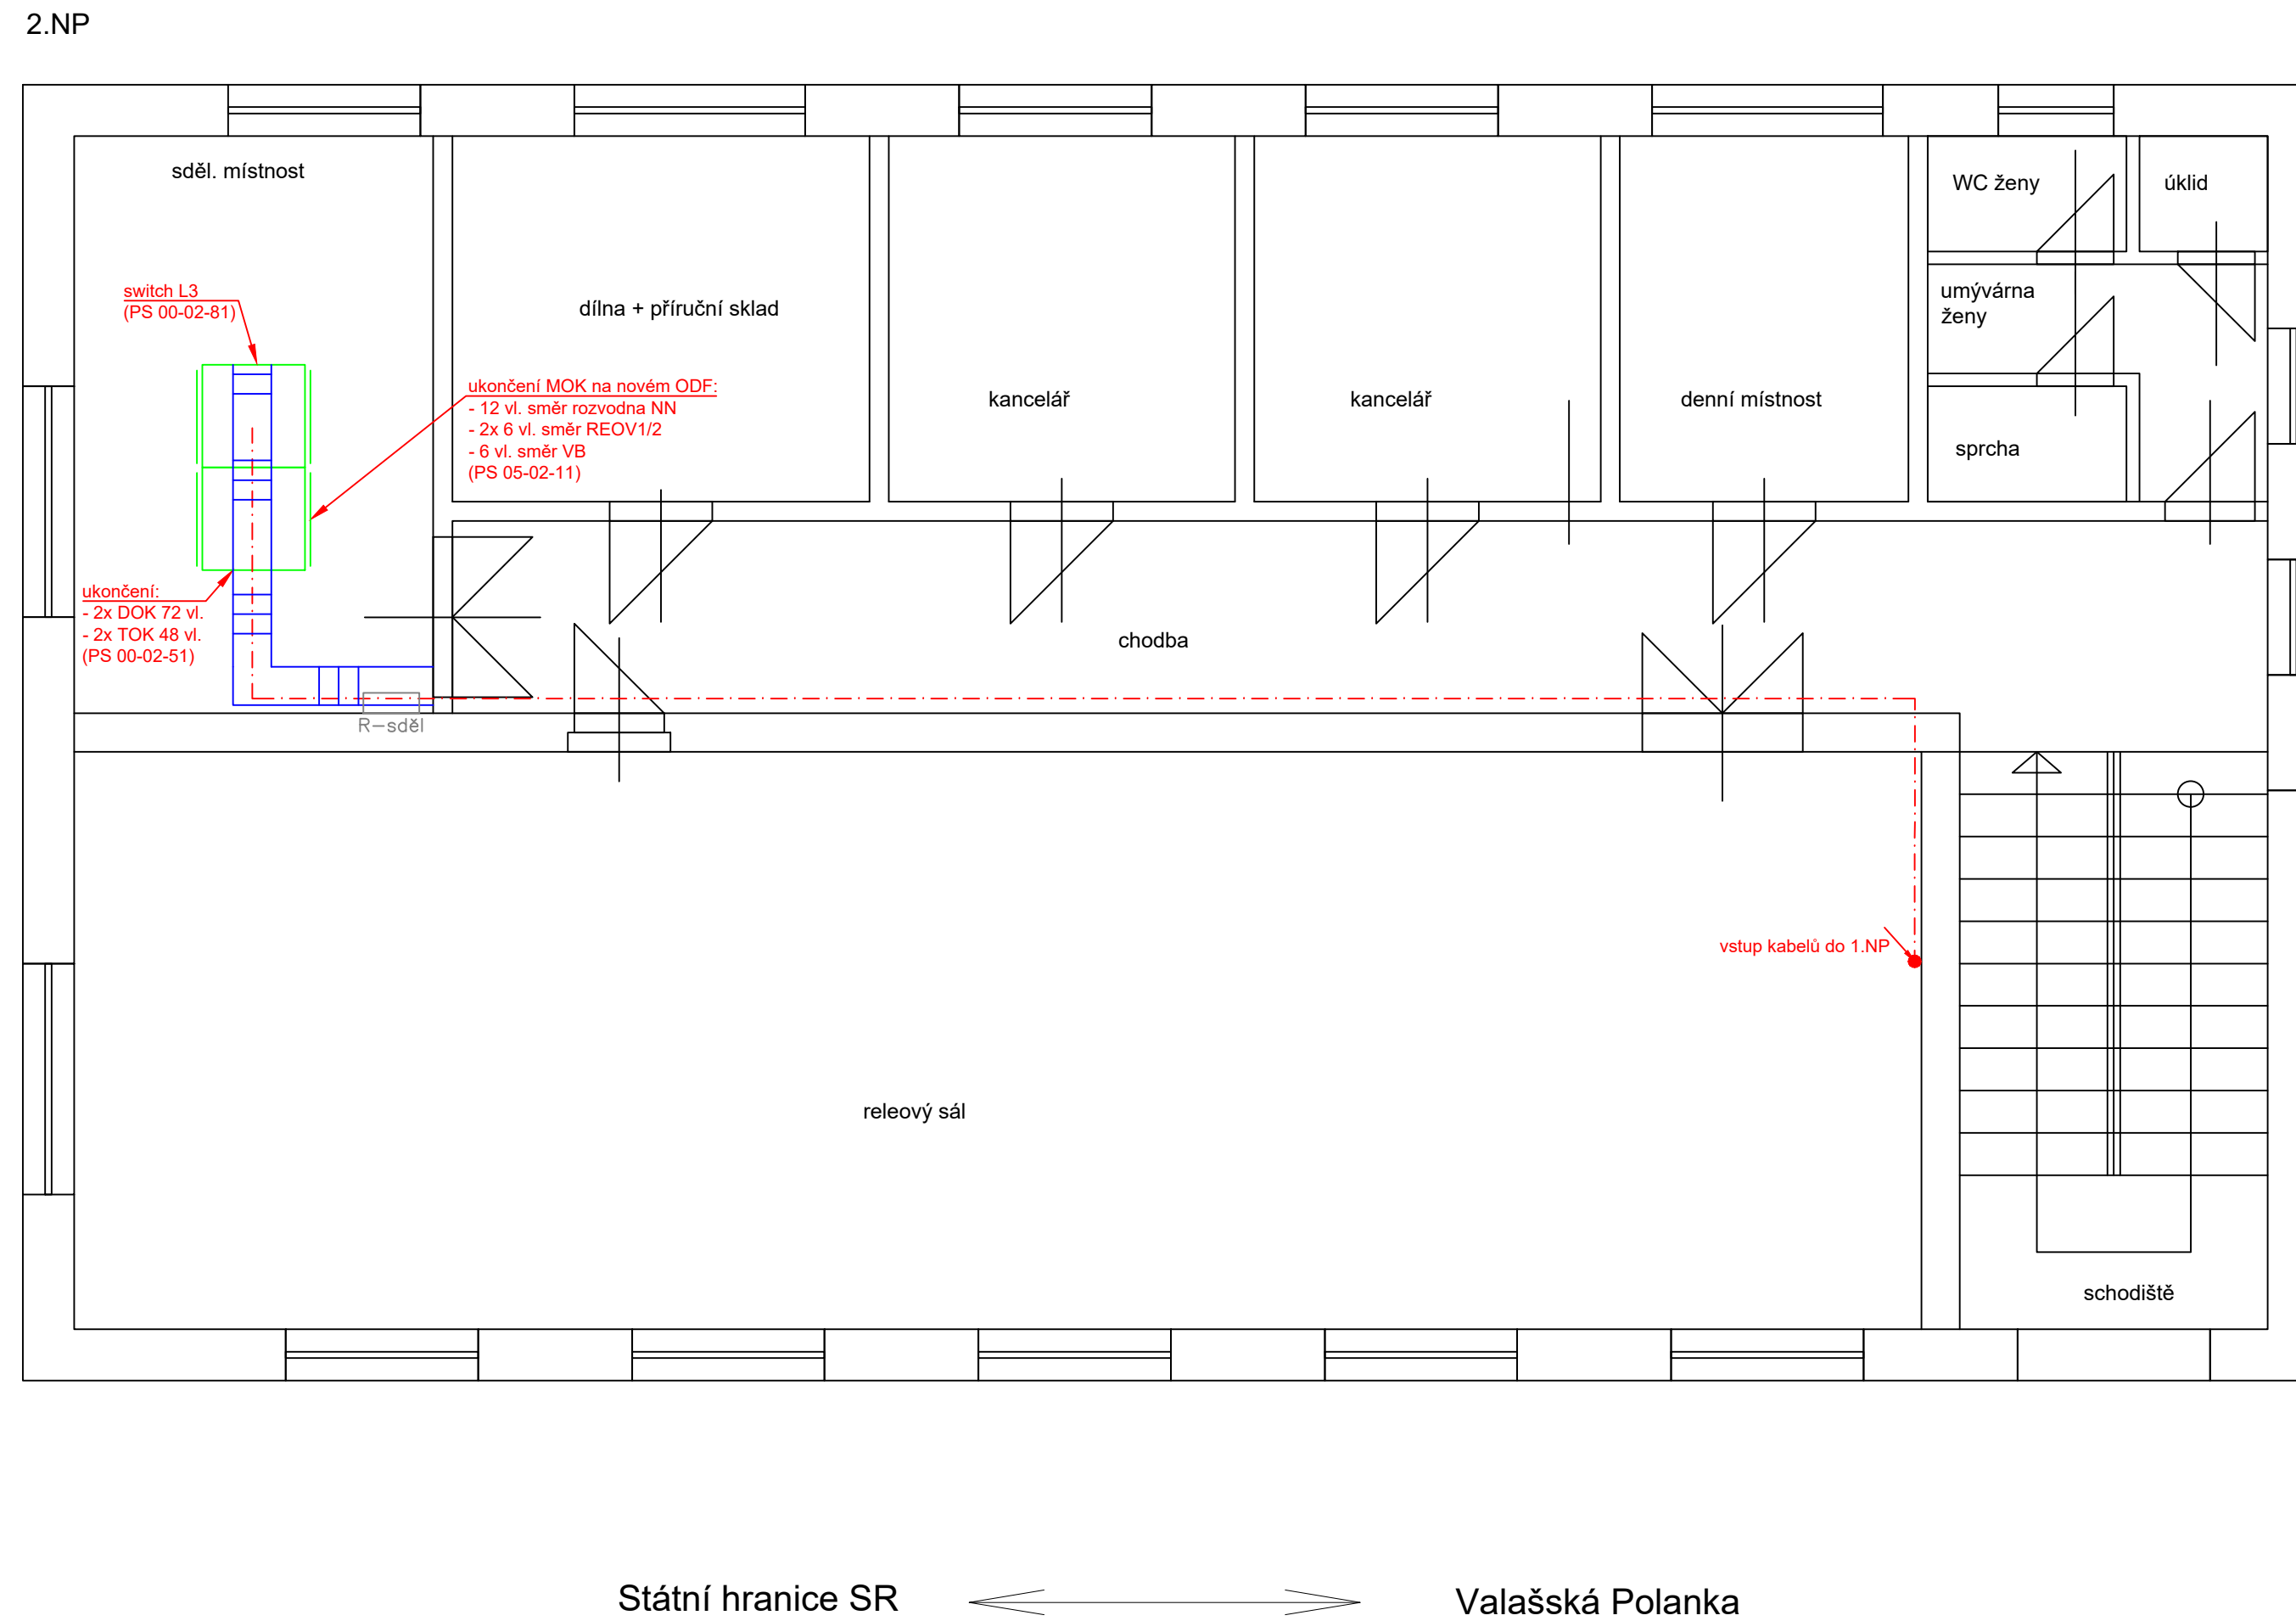 2.NP
sděl. místnost
WC ženy
úklid
switch L3
(PS 00-02-81)
dílna + příruční sklad
umývárna
ženy
ukončení MOK na novém ODF:
- 12 vl. směr rozvodna NN
- 2x 6 vl. směr REOV1/2
- 6 vl. směr VB
(PS 05-02-11)
kancelář
kancelář
denní místnost
sprcha
ukončení:
- 2x DOK 72 vl.
- 2x TOK 48 vl.
(PS 00-02-51)
chodba
R-sděl
vstup kabelů do 1.NP
releový sál
schodiště
Státní hranice SR
Valašská Polanka